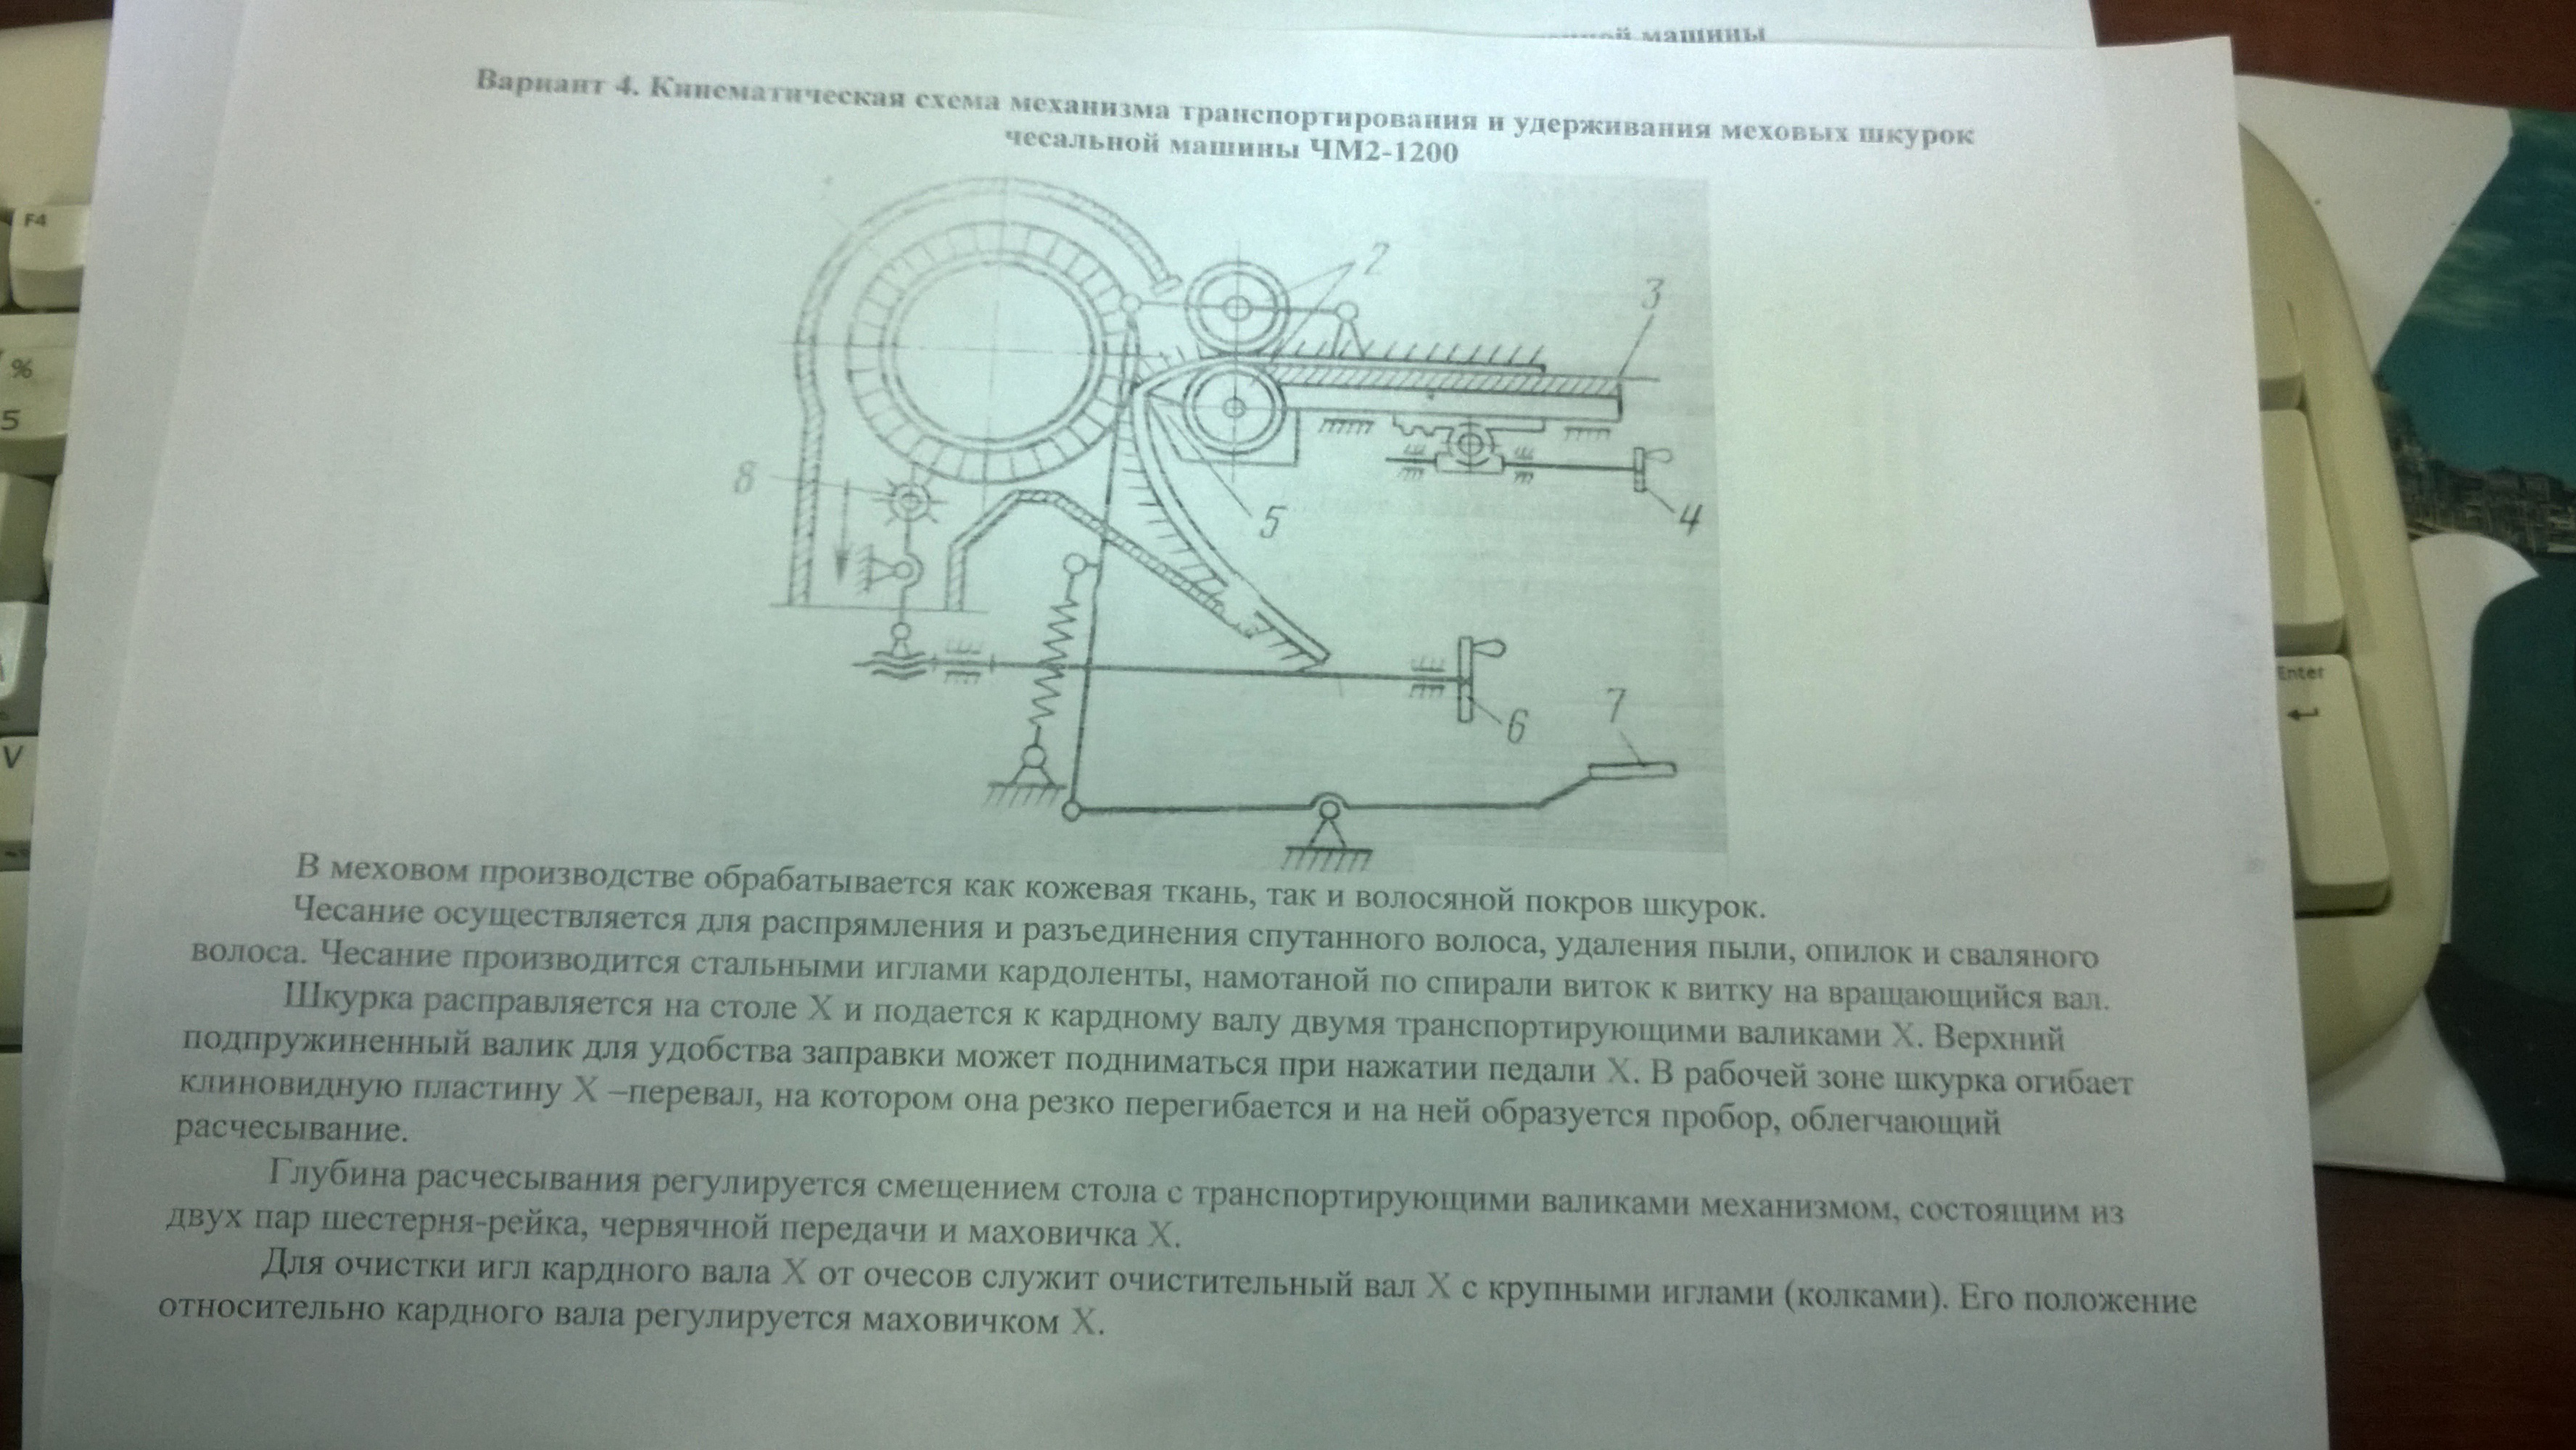 машины
Вариант 4. Кинематическая схема механизма транспортирования и удерживания меховых шкурок
чесальной машины ЧМ2-1200
2
3
4
5
8
6
7
В меховом производстве обрабатывается как кожевая ткань, так и волосяной покров шкурок.
Чесание осуществляется для распрямления и разъединения спутанного волоса, удаления пыли, опилок и сваляного
волоса. Чесание производится стальными иглами кардоленты, намотаной по спирали виток к витку на вращающийся вал.
Шкурка расправляется на столе X и подается к кардному валу двумя транспортирующими валиками X. Верхний
подпружиненный валик для удобства заправки может подниматься при нажатии педали X. В рабочей зоне шкурка огибает
клиновидную пластину X –перевал, на котором она резко перегибается и на ней образуется пробор, облегчающий
расчесывание.
Глубина расчесывания регулируется смещением стола с транспортирующими валиками механизмом, состоящим из
двух пар шестерня-рейка, червячной передачи и маховичка X.
Для очистки игл кардного вала X от очесов служит очистительный вал X с крупными иглами (колками). Его положение
относительно кардного вала регулируется маховичком X.
F4
%
5
V
Enter